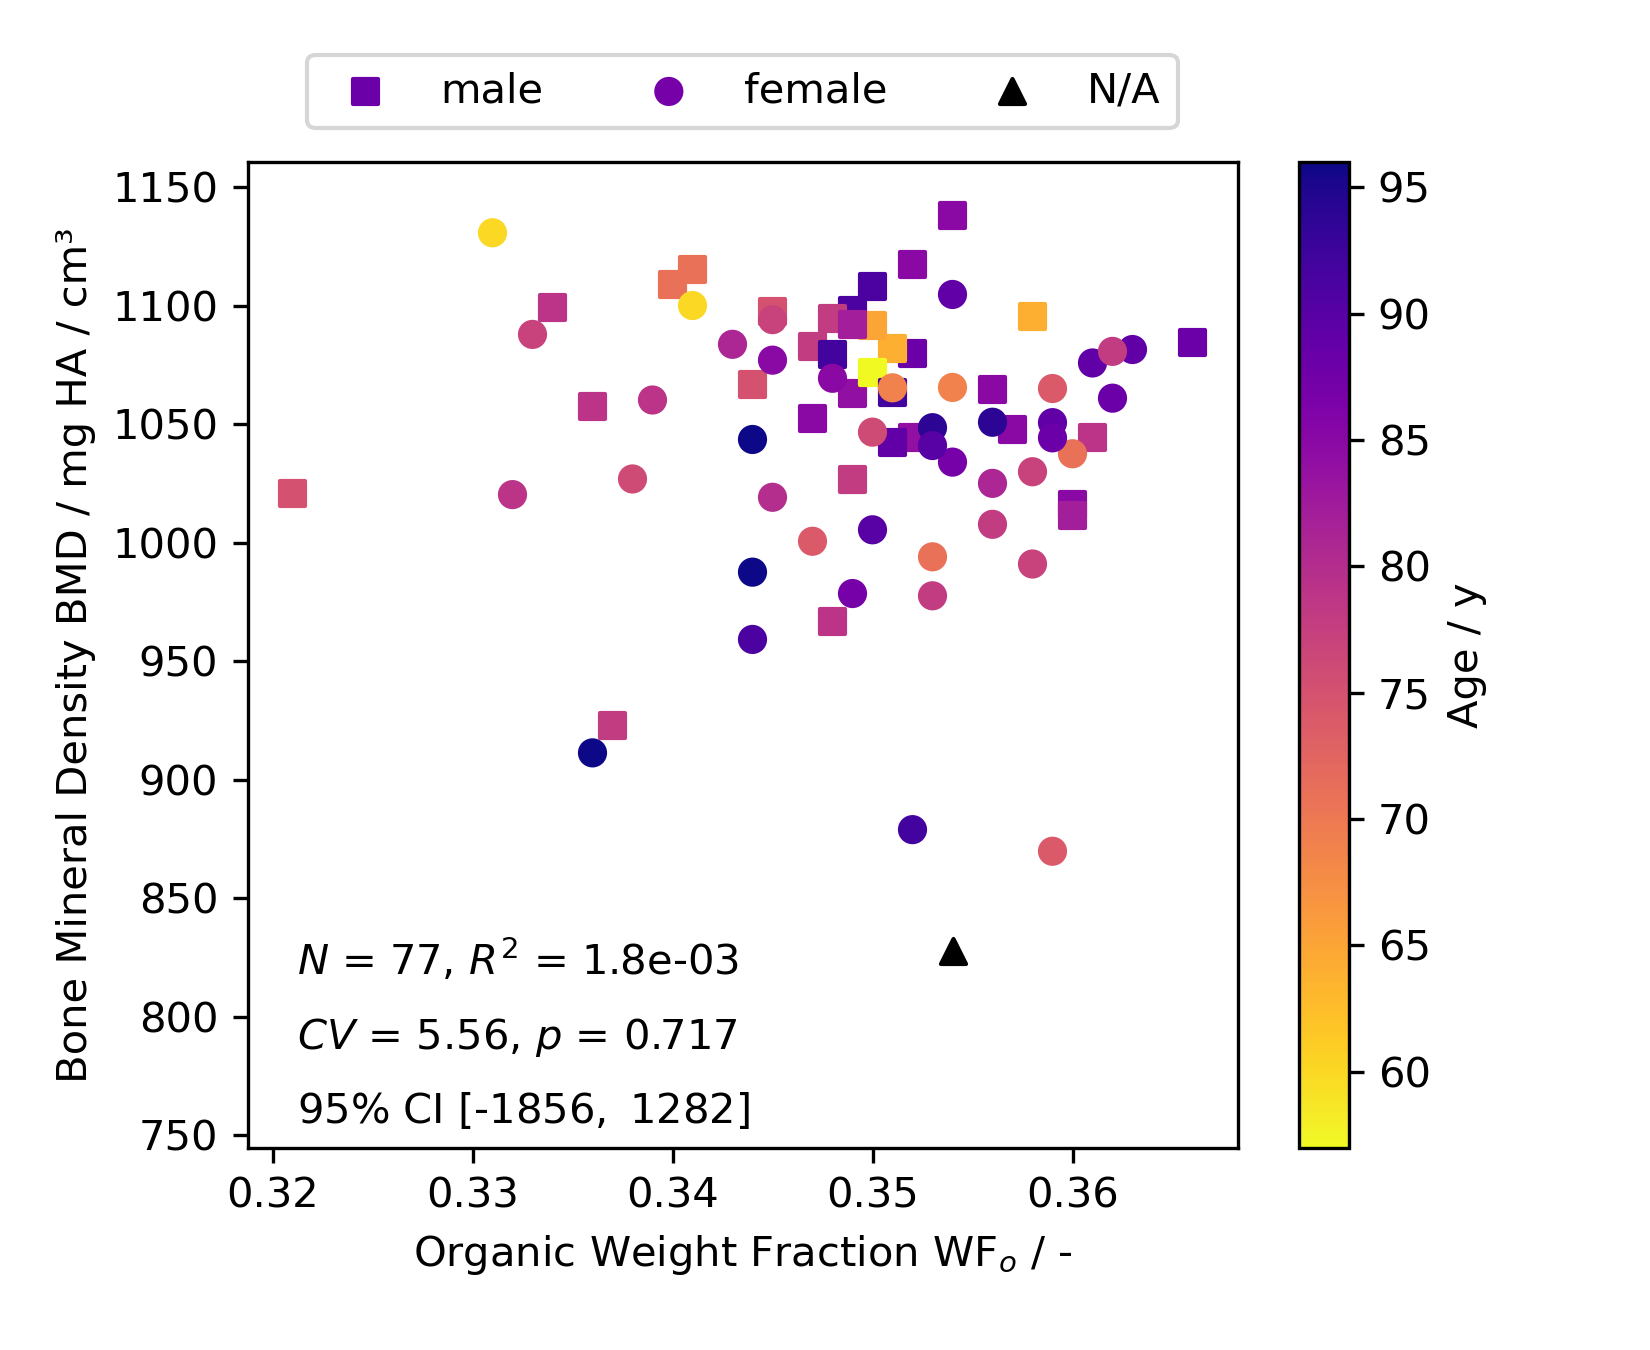 male female N/A
1150
1100
1050
1000
950
900
850
800
750
Bone Mineral Density BMD / mg HA / cm³
N = 77, R² = 1.8e-03
CV = 5.56, p = 0.717
95% CI [-1856, 1282]
0.32 0.33 0.34 0.35 0.36
Organic Weight Fraction WFₒ / -
95
90
85
80
75
70
65
60
Age / y